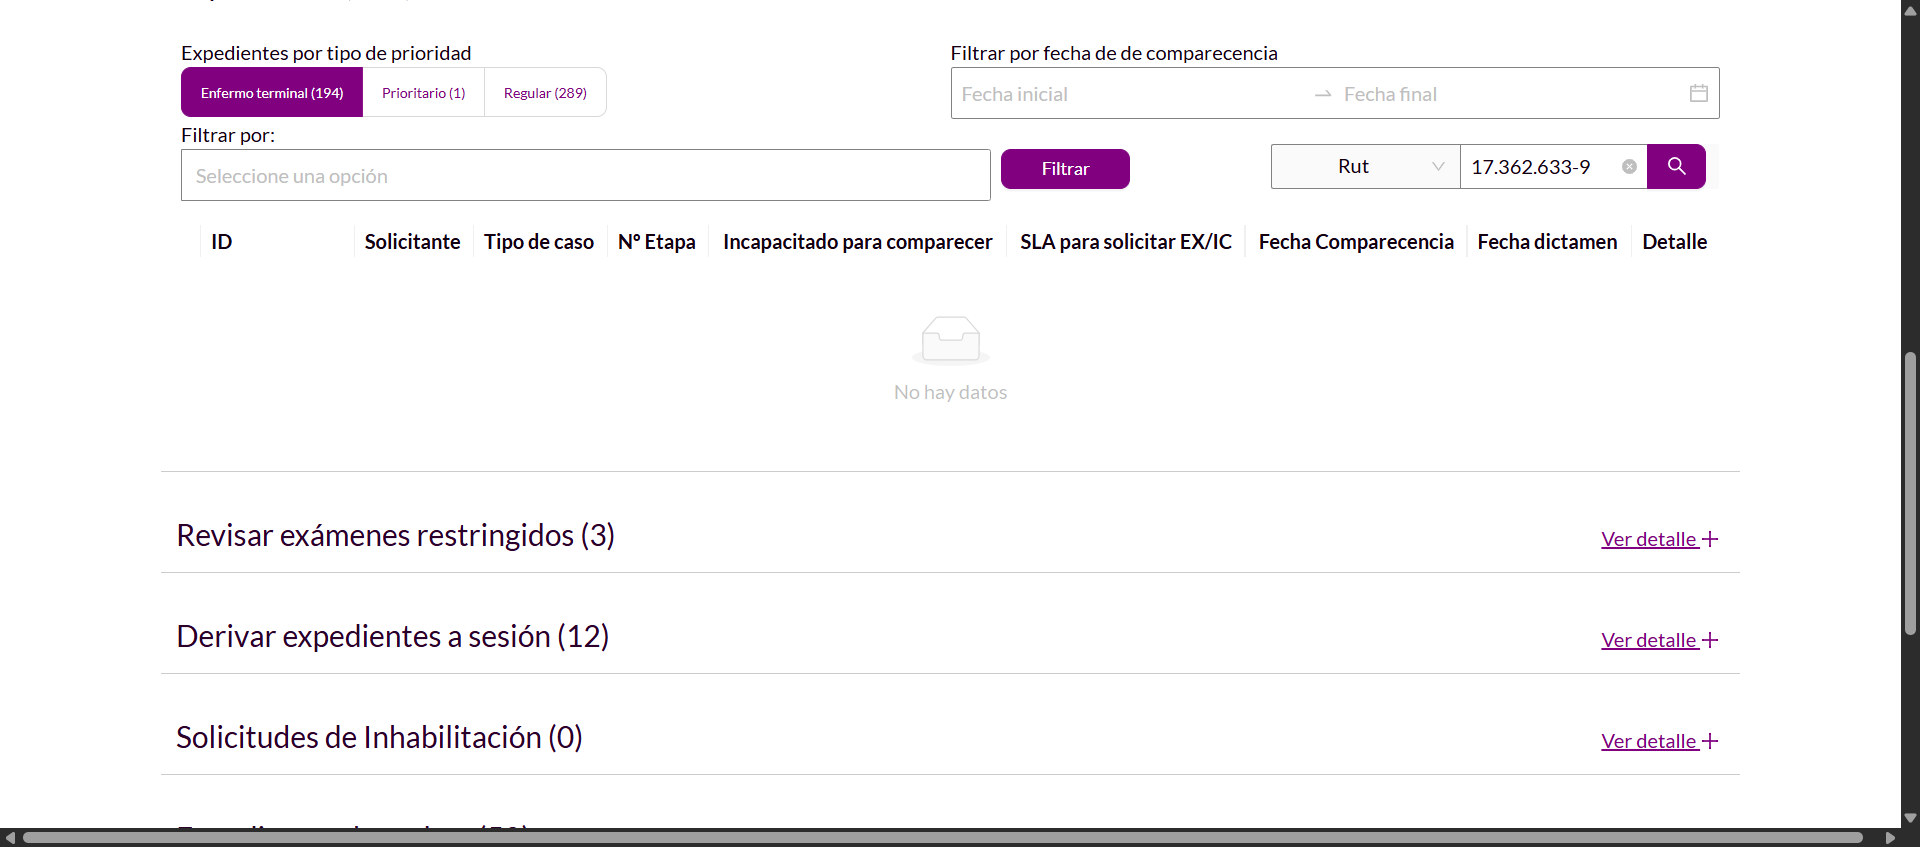 Expedientes por tipo de prioridad
Filtrar por fecha de de comparecencia
Enfermo terminal (194)
Prioritario (1)
Regular (289)
Fecha inicial
Fecha final
Filtrar por:
Seleccione una opción
Filtrar
Rut
17.362.633-9
ID
Solicitante
Tipo de caso
Nº Etapa
Incapacitado para comparecer
SLA para solicitar EX/IC
Fecha Comparecencia
Fecha dictamen
Detalle
No hay datos
Revisar exámenes restringidos (3)
Ver detalle
Derivar expedientes a sesión (12)
Ver detalle
Solicitudes de Inhabilitación (0)
Ver detalle